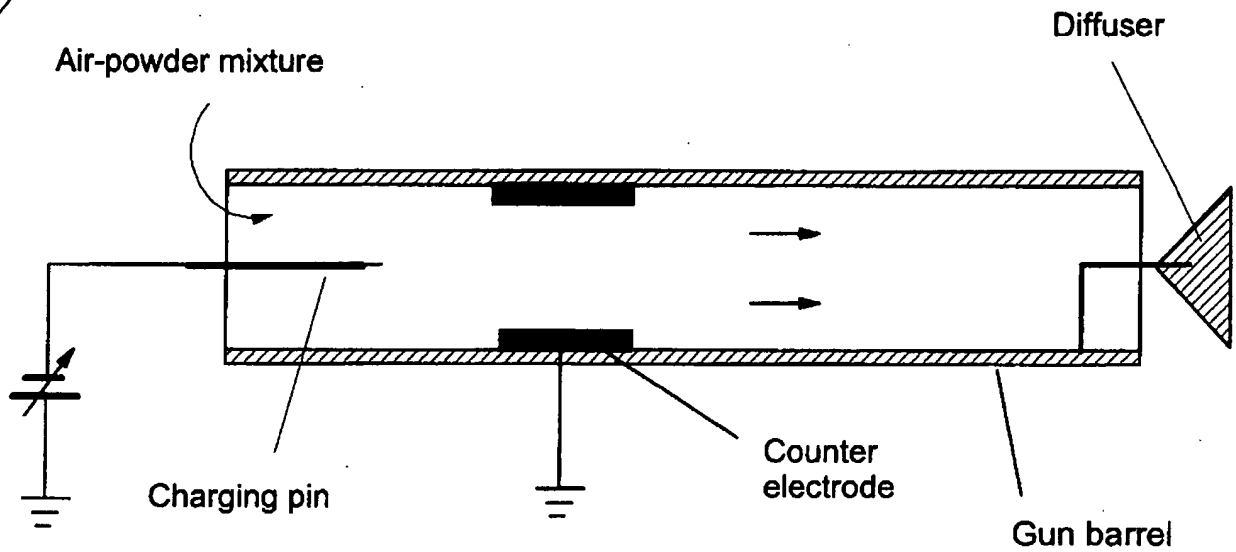 Diffuser
Air-powder mixture
Charging pin
Counter
electrode
Gun barrel